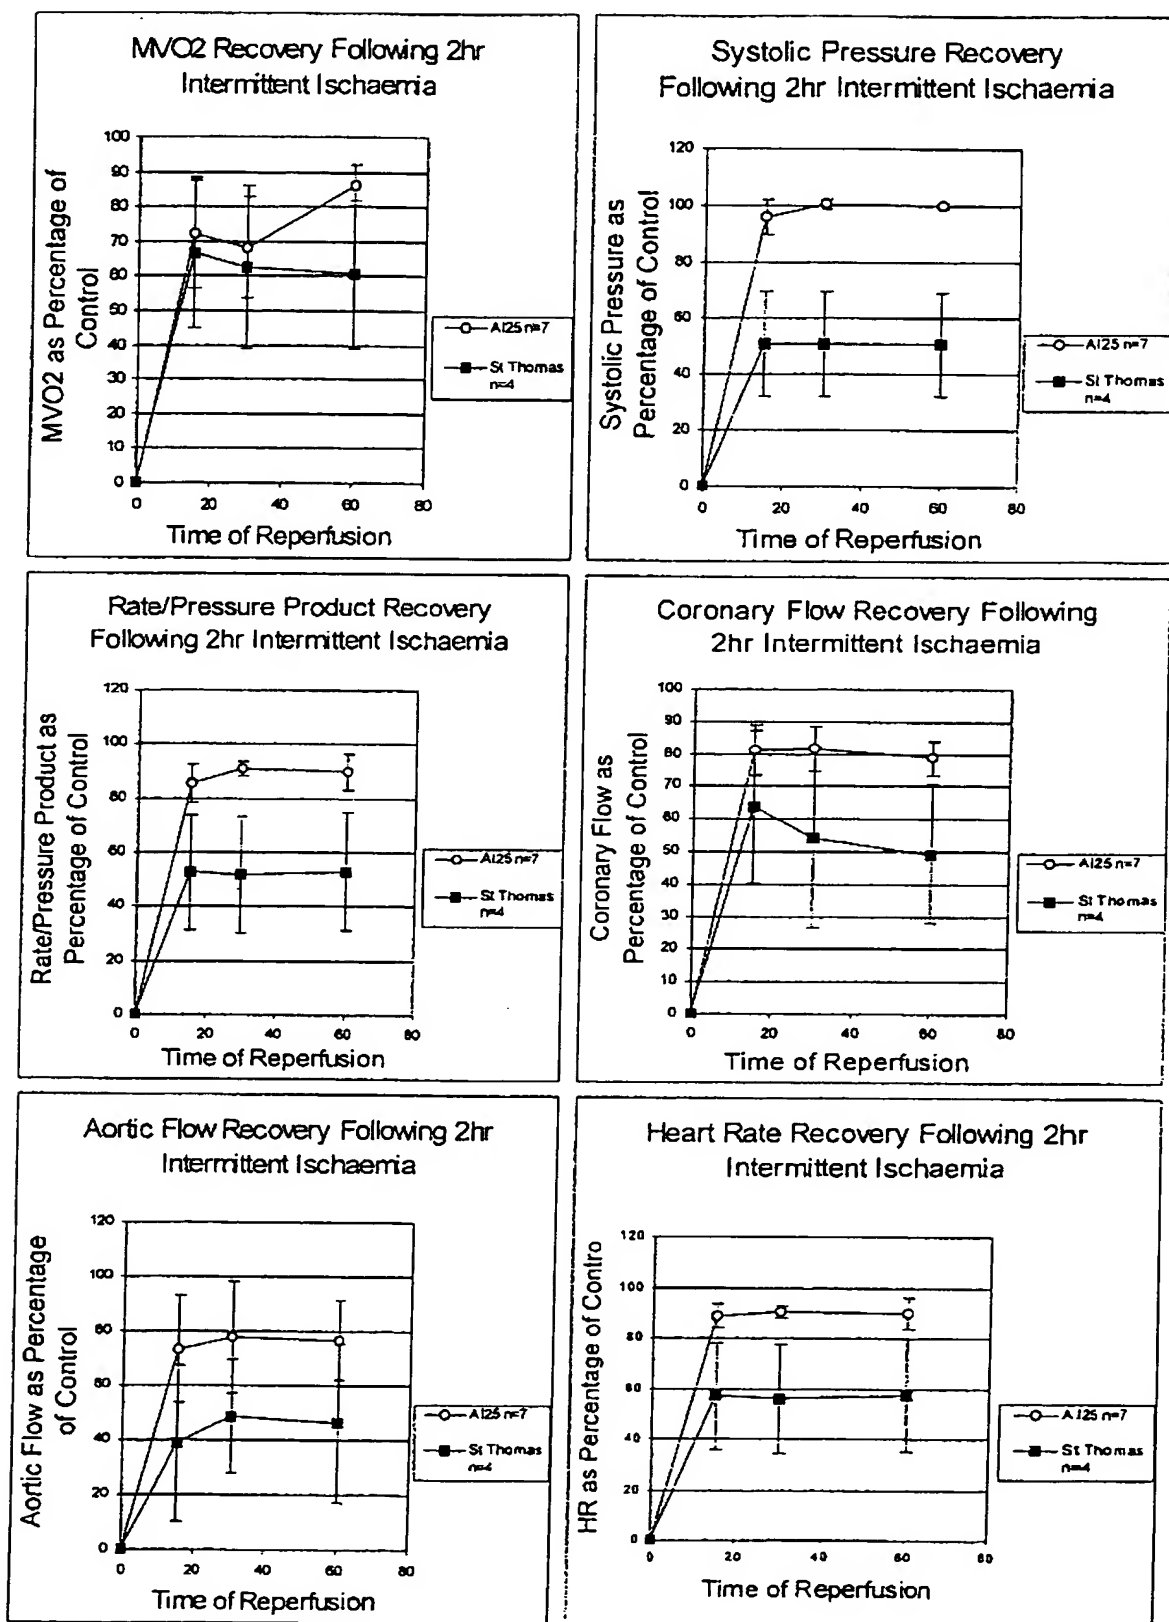 MVO2 Recovery Following 2hr
Intermittent Ischaemia
MVO2 as Percentage of
Control
100
90
80
70
60
50
40
30
20
10
0
0 20 40 60 80
Time of Reperfusion
AI25 n=7
St Thomas
n=4
Systolic Pressure Recovery
Following 2hr Intermittent Ischaemia
Systolic Pressure as
Percentage of Control
120
100
80
60
40
20
0
0 20 40 60 80
Time of Reperfusion
AI25 n=7
St Thomas
n=4
Rate/Pressure Product Recovery
Following 2hr Intermittent Ischaemia
Rate/Pressure Product as
Percentage of Control
120
100
80
60
40
20
0
0 20 40 60 80
Time of Reperfusion
AI25 n=7
St Thomas
n=4
Coronary Flow Recovery Following
2hr Intermittent Ischaemia
Coronary Flow as
Percentage of Control
100
90
80
70
60
50
40
30
20
10
0
0 20 40 60 80
Time of Reperfusion
AI25 n=7
St Thomas
n=4
Aortic Flow Recovery Following 2hr
Intermittent Ischaemia
Aortic Flow as Percentage
of Control
120
100
80
60
40
20
0
0 20 40 60 80
Time of Reperfusion
AI25 n=7
St Thomas
n=4
Heart Rate Recovery Following 2hr
Intermittent Ischaemia
HR as Percentage of Contro
120
100
80
60
40
20
0
0 20 40 60 80
Time of Reperfusion
AI25 n=7
St Thomas
n=4